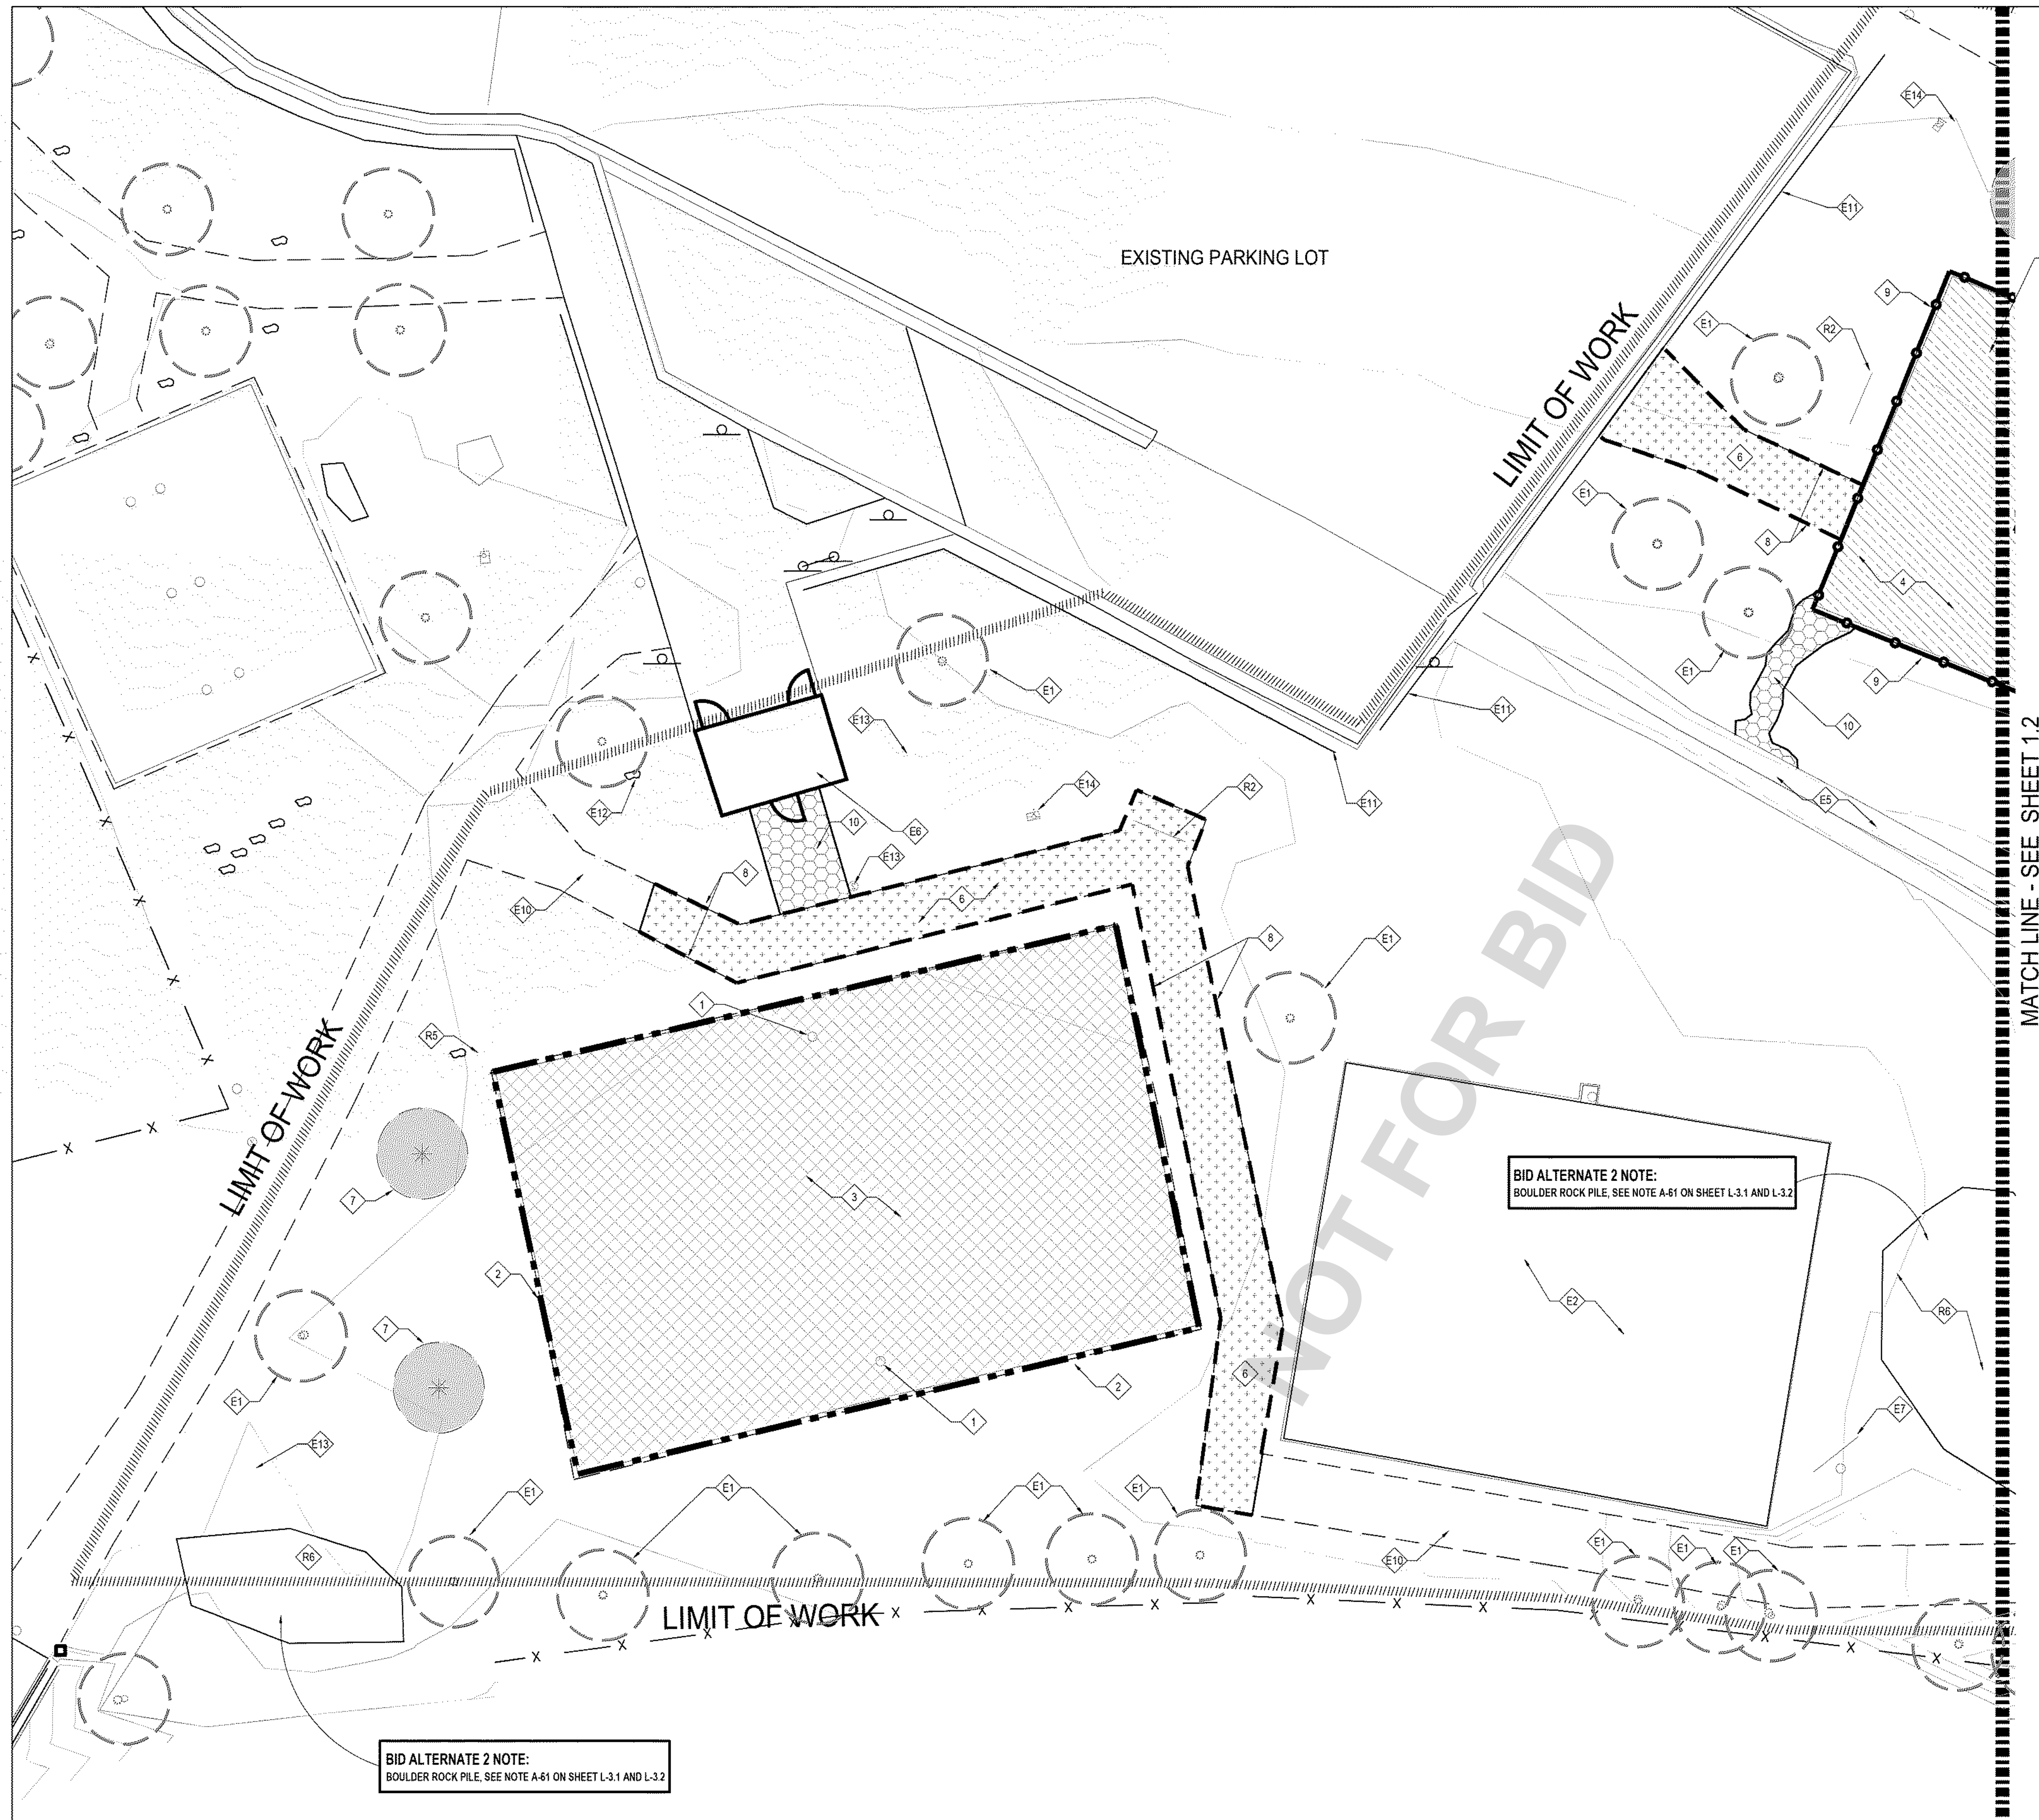 E14
E11
EXISTING PARKING LOT
9
E1
R2
LIMIT OF WORK
6
E1
8
4
E1
9
10
E1
E13
E11
E5
E11
E14
R2
E12
10
E6
E13
8
6
E10
8
E1
MATCH LINE - SEE SHEET 1.2
NOT FOR BID
1
R5
LIMIT OF WORK
7
3
BID ALTERNATE 2 NOTE:
BOULDER ROCK PILE, SEE NOTE A-61 ON SHEET L-3.1 AND L-3.2
2
E2
R6
7
6
2
E1
1
E7
E13
E1
E1
E1
E1
R6
E10
E1
E1
E1
LIMIT OF WORK
X X X X X X X X X X X X X X X X X X X X X X
BID ALTERNATE 2 NOTE:
BOULDER ROCK PILE, SEE NOTE A-61 ON SHEET L-3.1 AND L-3.2